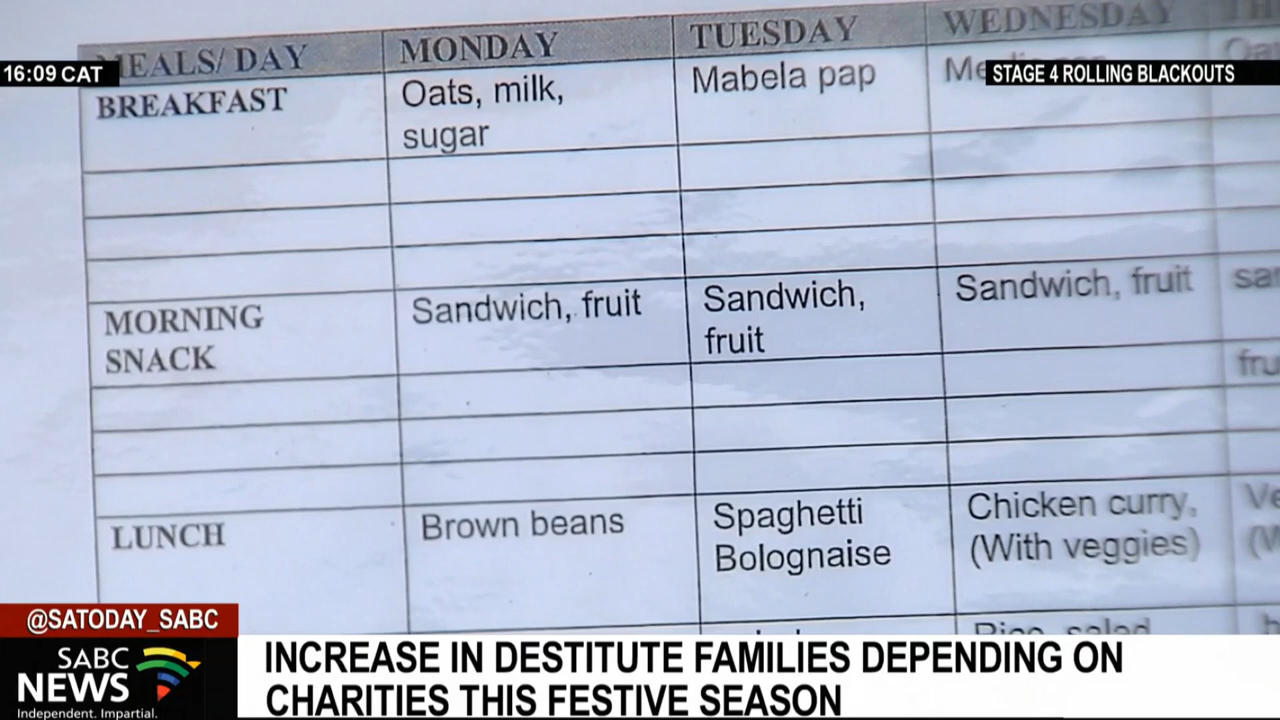 MEALS/ DAY MONDAY TUESDAY WEDNESDAY
16:09 CAT
STAGE 4 ROLLING BLACKOUTS
BREAKFAST
Oats, milk,
sugar
Mabela pap
MORNING
SNACK
Sandwich, fruit
Sandwich,
fruit
Sandwich, fruit
LUNCH
Brown beans
Spaghetti
Bolognaise
Chicken curry,
(With veggies)
@SATODAY_SABC
SABC
NEWS
Independent. Impartial.
INCREASE IN DESTITUTE FAMILIES DEPENDING ON
CHARITIES THIS FESTIVE SEASON